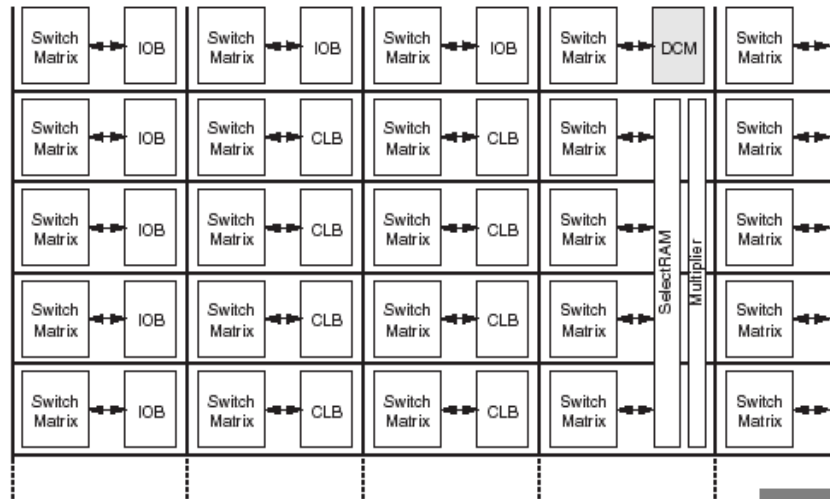 Switch
Matrix
IOB
Switch
Matrix
IOB
Switch
Matrix
IOB
Switch
Matrix
DCM
Switch
Matrix
Switch
Matrix
IOB
Switch
Matrix
CLB
Switch
Matrix
CLB
Switch
Matrix
Switch
Matrix
Switch
Matrix
IOB
Switch
Matrix
CLB
Switch
Matrix
CLB
Switch
Matrix
SelectRAM
Multiplier
Switch
Matrix
Switch
Matrix
IOB
Switch
Matrix
CLB
Switch
Matrix
CLB
Switch
Matrix
Switch
Matrix
Switch
Matrix
IOB
Switch
Matrix
CLB
Switch
Matrix
CLB
Switch
Matrix
Switch
Matrix